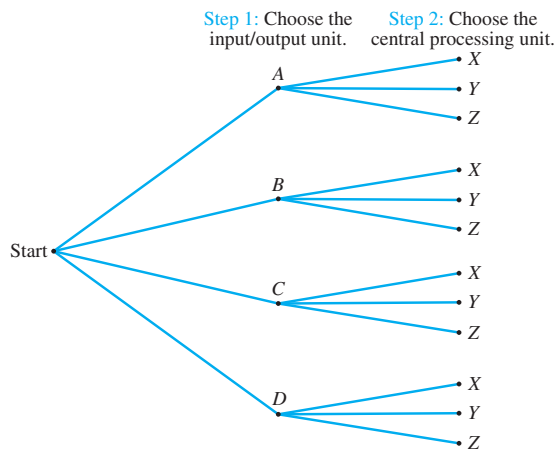 Step 1: Choose the
input/output unit.
Step 2: Choose the
central processing unit.
A
X
Y
Z
B
X
Y
Z
Start
C
X
Y
Z
D
X
Y
Z